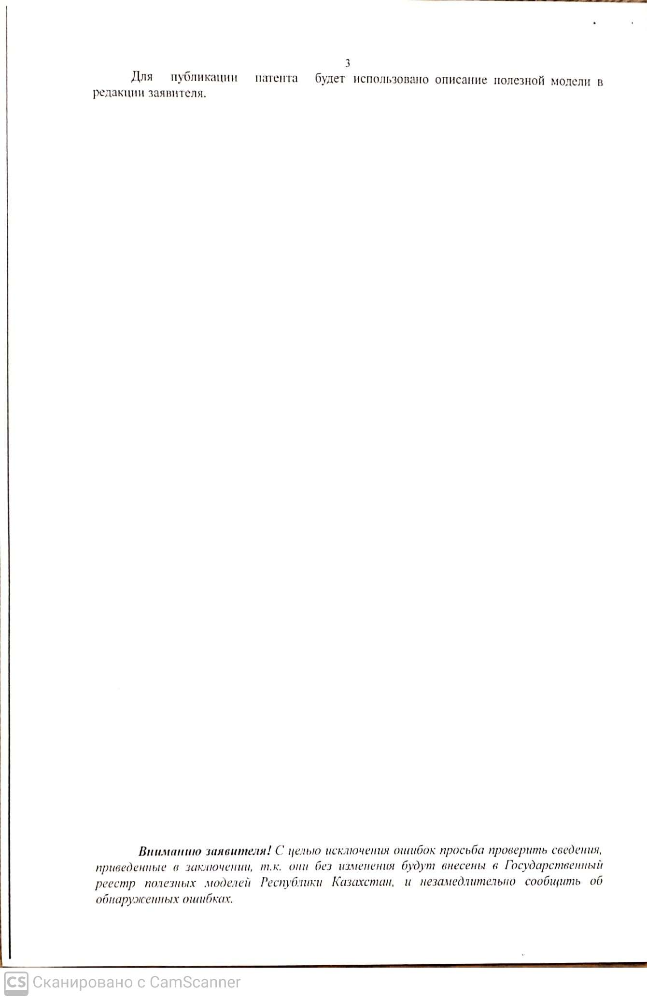 3
Для публикации патента будет использовано описание полезной модели в
редакции заявителя.
Вниманию заявителя! С целью исключения ошибок просьба проверить сведения,
приведенные в заключении, т.к. они без изменения будут внесены в Государственный
реестр полезных моделей Республики Казахстан, и незамедлительно сообщить об
обнаруженных ошибках.
CS Сканировано с CamScanner